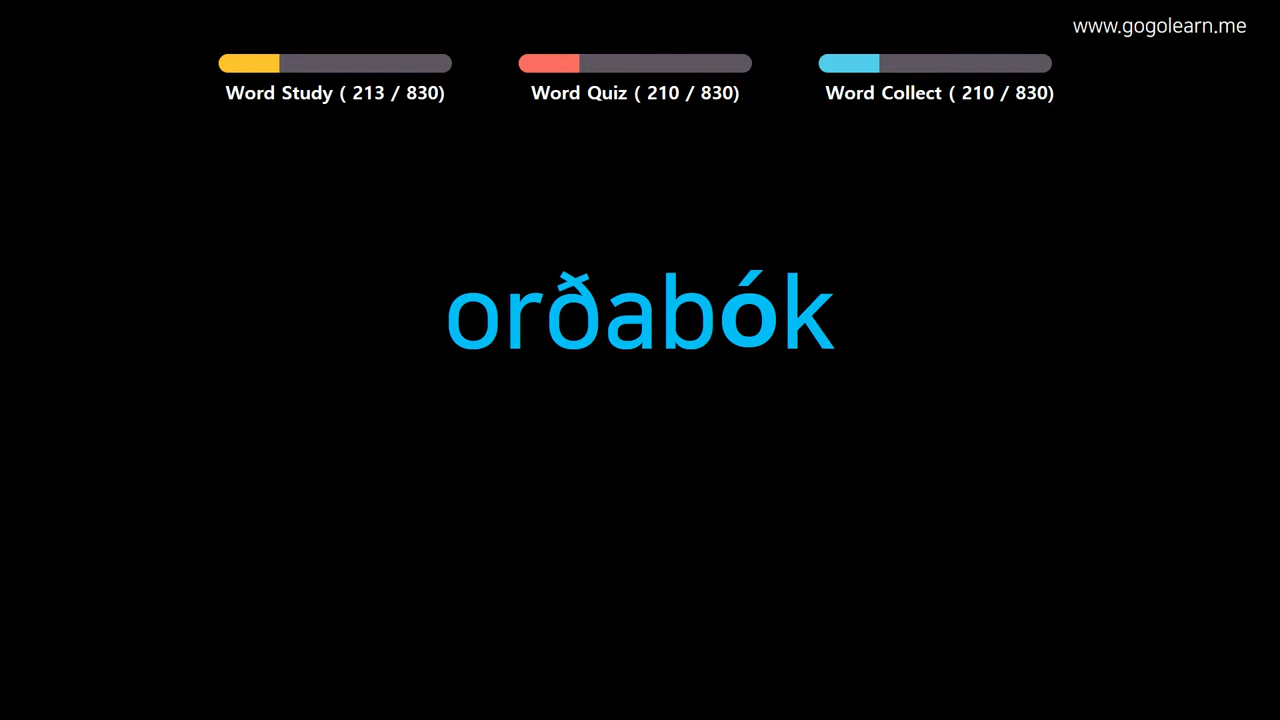 www.gogolearn.me
Word Study ( 213 / 830)
Word Quiz ( 210 / 830)
Word Collect ( 210 / 830)
orðabók